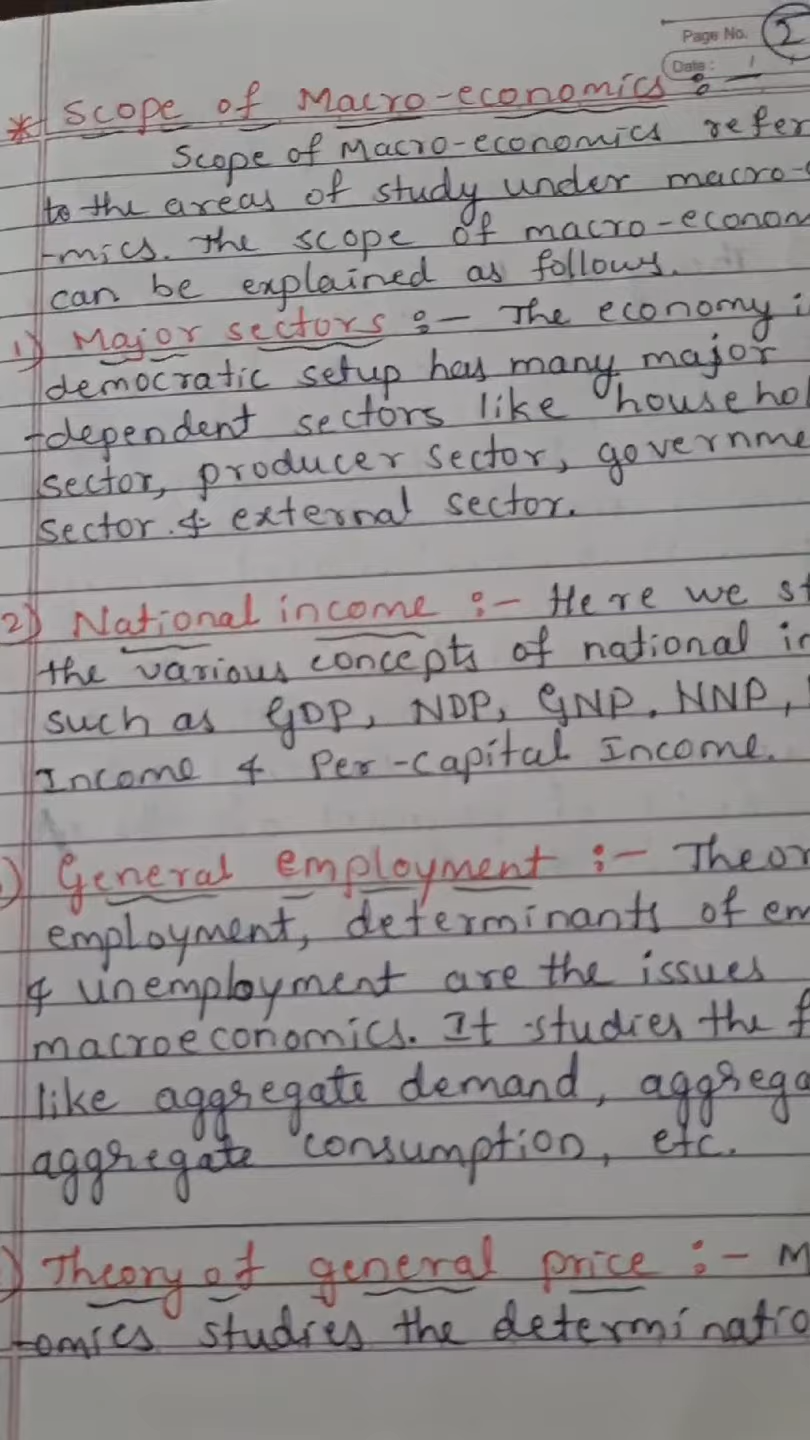 Page No. I
Date: /
* Scope of Macro-economics :-
Scope of Macro-economics refer
to the areas of study under macro-
-mics. The scope of macro-econom
can be explained as follows.
1) Major sectors :- The economy i
democratic setup has many major
-dependent sectors like househol
sector, producer sector, governme
sector. & external sector.
2) National income :- Here we st
the various concepts of national in
such as GDP, NDP, GNP, NNP,
Income & Per-capital Income.
) General employment :- Theor
employment, determinants of em
& unemployment are the issues
macroeconomics. It studies the f
like aggregate demand, aggrega
aggregate consumption, etc.
) Theory of general price :- M
-omics studies the determinatio